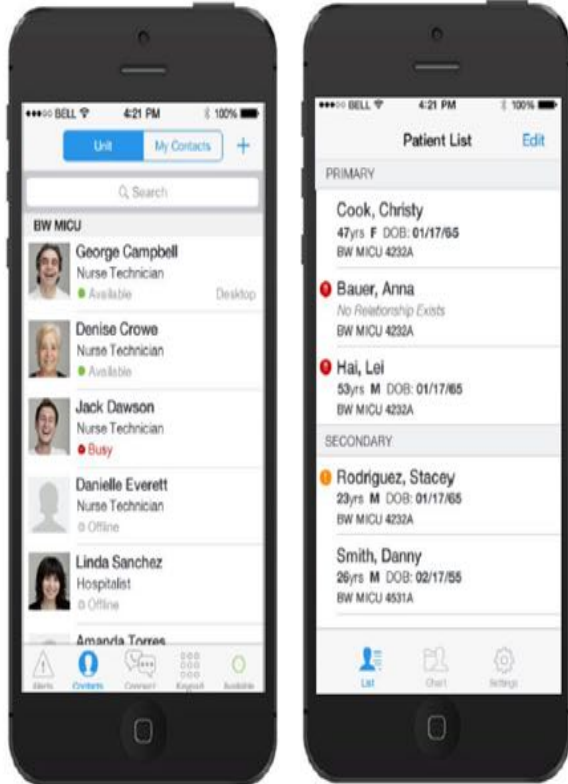 BELL 4:21 PM 100%
Unit My Contacts +
Search
BW MICU
George Campbell
Nurse Technician
Available Desktop
Denise Crowe
Nurse Technician
Available
Jack Dawson
Nurse Technician
Busy
Danielle Everett
Nurse Technician
Offline
Linda Sanchez
Hospitalist
Offline
Amanda Torres
Alerts Contacts Connect Keypad Available
BELL 4:21 PM 100%
Patient List Edit
PRIMARY
Cook, Christy
47yrs F DOB: 01/17/65
BW MICU 4232A
Bauer, Anna
No Relationship Exists
BW MICU 4232A
Hai, Lei
53yrs M DOB: 01/17/65
BW MICU 4232A
SECONDARY
Rodriguez, Stacey
23yrs M DOB: 01/17/65
BW MICU 4232A
Smith, Danny
26yrs M DOB: 02/17/55
BW MICU 4531A
List Chart Settings